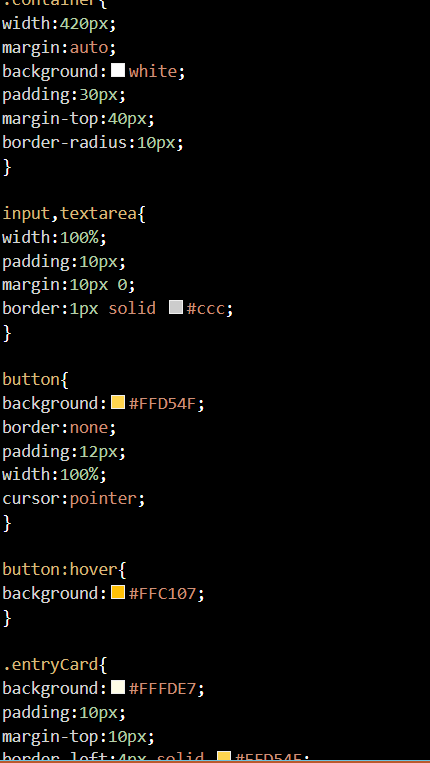 .container{
width:420px;
margin:auto;
background:white;
padding:30px;
margin-top:40px;
border-radius:10px;
}
input,textarea{
width:100%;
padding:10px;
margin:10px 0;
border:1px solid #ccc;
}
button{
background:#FFD54F;
border:none;
padding:12px;
width:100%;
cursor:pointer;
}
button:hover{
background:#FFC107;
}
.entryCard{
background:#FFFDE7;
padding:10px;
margin-top:10px;
border-left:4px solid #FFD54F;